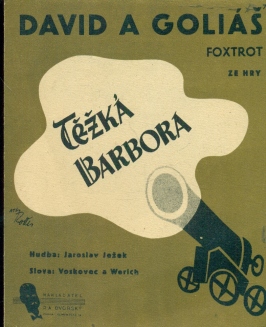 DAVID A GOLIÁŠ
FOXTROT
ZE HRY
TĚŽKÁ
BARBORA
Hudba: Jaroslav Ježek
Slova: Voskovec a Werich